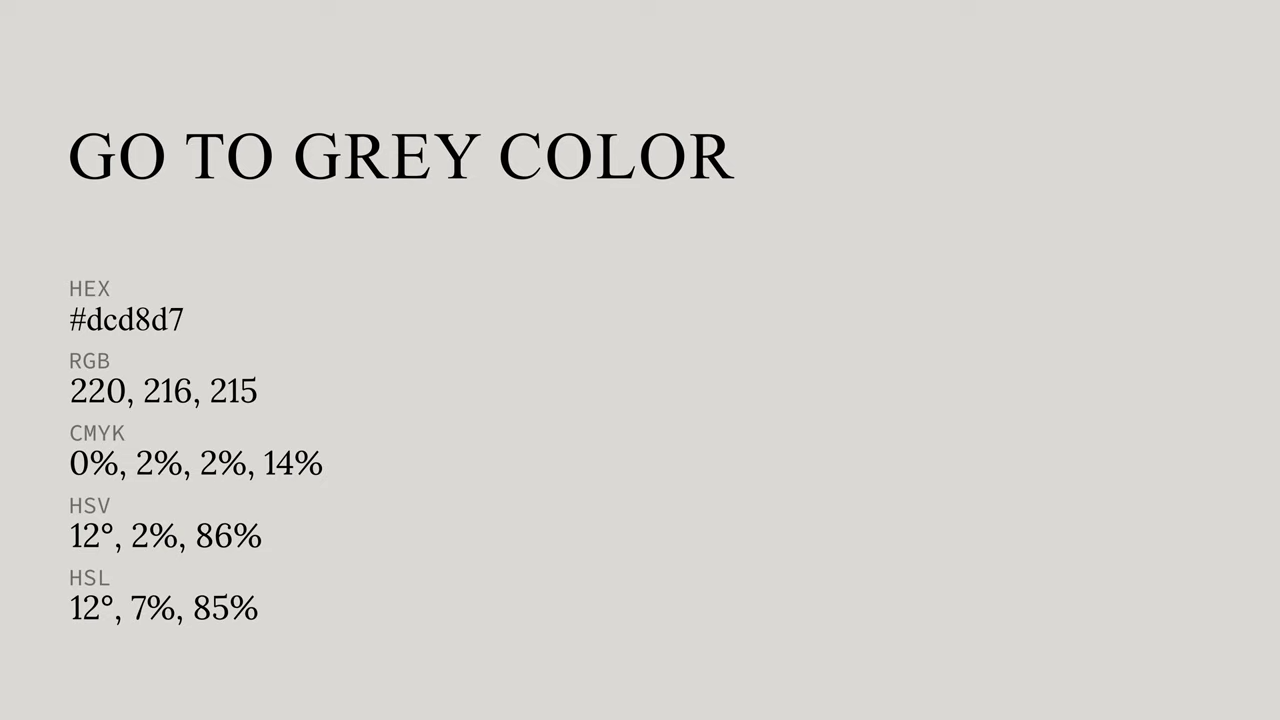 GO TO GREY COLOR
HEX
#dcd8d7
RGB
220, 216, 215
CMYK
0%, 2%, 2%, 14%
HSV
12°, 2%, 86%
HSL
12°, 7%, 85%